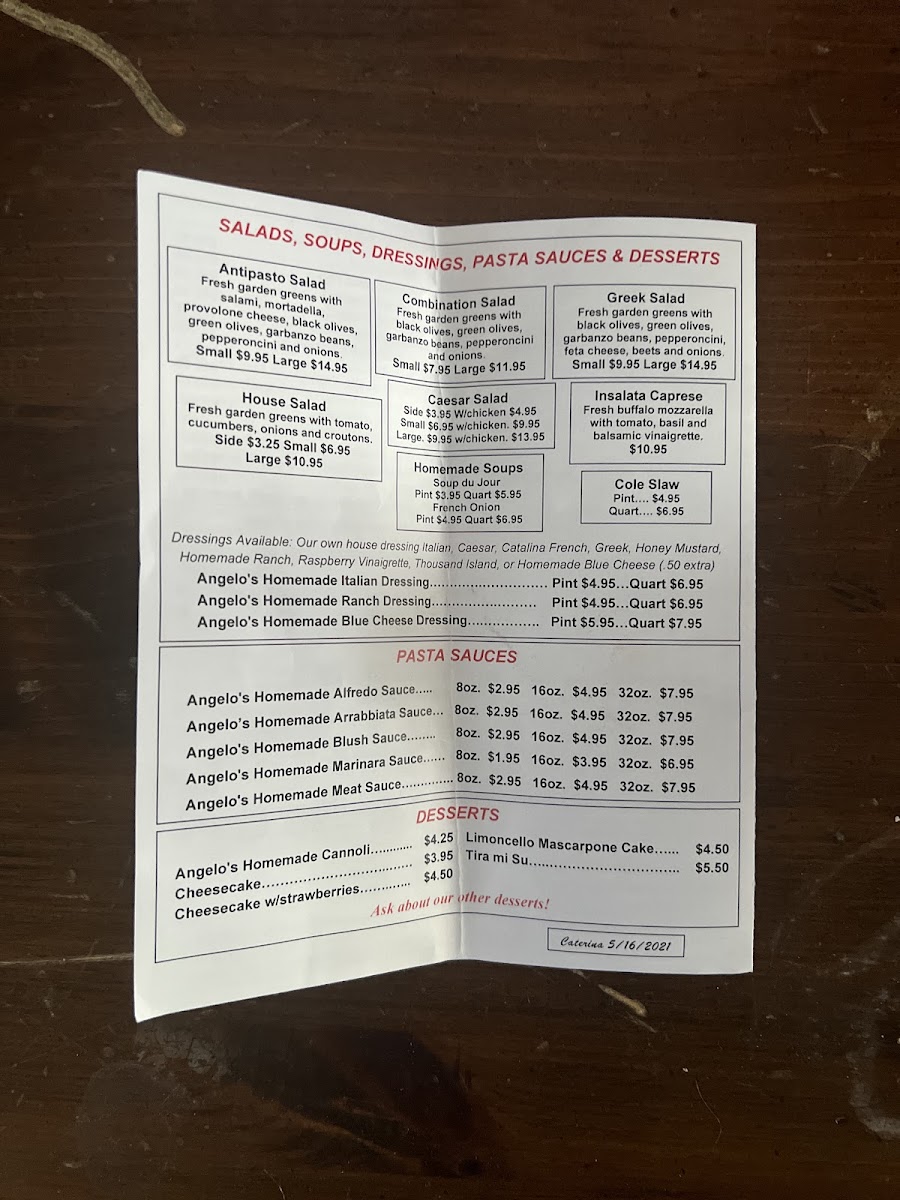 SALADS, SOUPS, DRESSINGS, PASTA SAUCES & DESSERTS
Antipasto Salad
Fresh garden greens with
salami, mortadella,
provolone cheese, black olives,
green olives, garbanzo beans,
pepperoncini and onions.
Small $9.95 Large $14.95
Combination Salad
Fresh garden greens with
black olives, green olives,
garbanzo beans, pepperoncini
and onions.
Small $7.95 Large $11.95
Greek Salad
Fresh garden greens with
black olives, green olives,
garbanzo beans, pepperoncini,
feta cheese, beets and onions.
Small $9.95 Large $14.95
House Salad
Fresh garden greens with tomato,
cucumbers, onions and croutons.
Side $3.25 Small $6.95
Large $10.95
Caesar Salad
Side $3.95 W/chicken $4.95
Small $6.95 w/chicken. $9.95
Large. $9.95 w/chicken. $13.95
Insalata Caprese
Fresh buffalo mozzarella
with tomato, basil and
balsamic vinaigrette.
$10.95
Homemade Soups
Soup du Jour
Pint $3.95 Quart $5.95
French Onion
Pint $4.95 Quart $6.95
Cole Slaw
Pint.... $4.95
Quart.... $6.95
Dressings Available: Our own house dressing italian, Caesar, Catalina French, Greek, Honey Mustard,
Homemade Ranch, Raspberry Vinaigrette, Thousand Island, or Homemade Blue Cheese (.50 extra)
Angelo's Homemade Italian Dressing............................ Pint $4.95...Quart $6.95
Angelo's Homemade Ranch Dressing......................... Pint $4.95...Quart $6.95
Angelo's Homemade Blue Cheese Dressing................. Pint $5.95...Quart $7.95
PASTA SAUCES
Angelo's Homemade Alfredo Sauce..... 8oz. $2.95 16oz. $4.95 32oz. $7.95
Angelo's Homemade Arrabbiata Sauce... 8oz. $2.95 16oz. $4.95 32oz. $7.95
Angelo's Homemade Blush Sauce........ 8oz. $2.95 16oz. $4.95 32oz. $7.95
Angelo's Homemade Marinara Sauce...... 8oz. $1.95 16oz. $3.95 32oz. $6.95
Angelo's Homemade Meat Sauce............. 8oz. $2.95 16oz. $4.95 32oz. $7.95
DESSERTS
Angelo's Homemade Cannoli........... $4.25
Cheesecake.................................... $3.95
Cheesecake w/strawberries............. $4.50
Limoncello Mascarpone Cake...... $4.50
Tira mi Su.................................... $5.50
Ask about our other desserts!
Caterina 5/16/2021